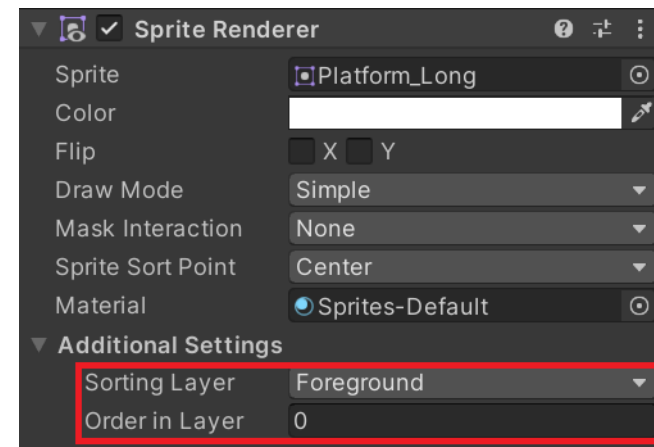 Sprite Renderer
Sprite Platform_Long
Color
Flip X Y
Draw Mode Simple
Mask Interaction None
Sprite Sort Point Center
Material Sprites-Default
Additional Settings
Sorting Layer Foreground
Order in Layer 0